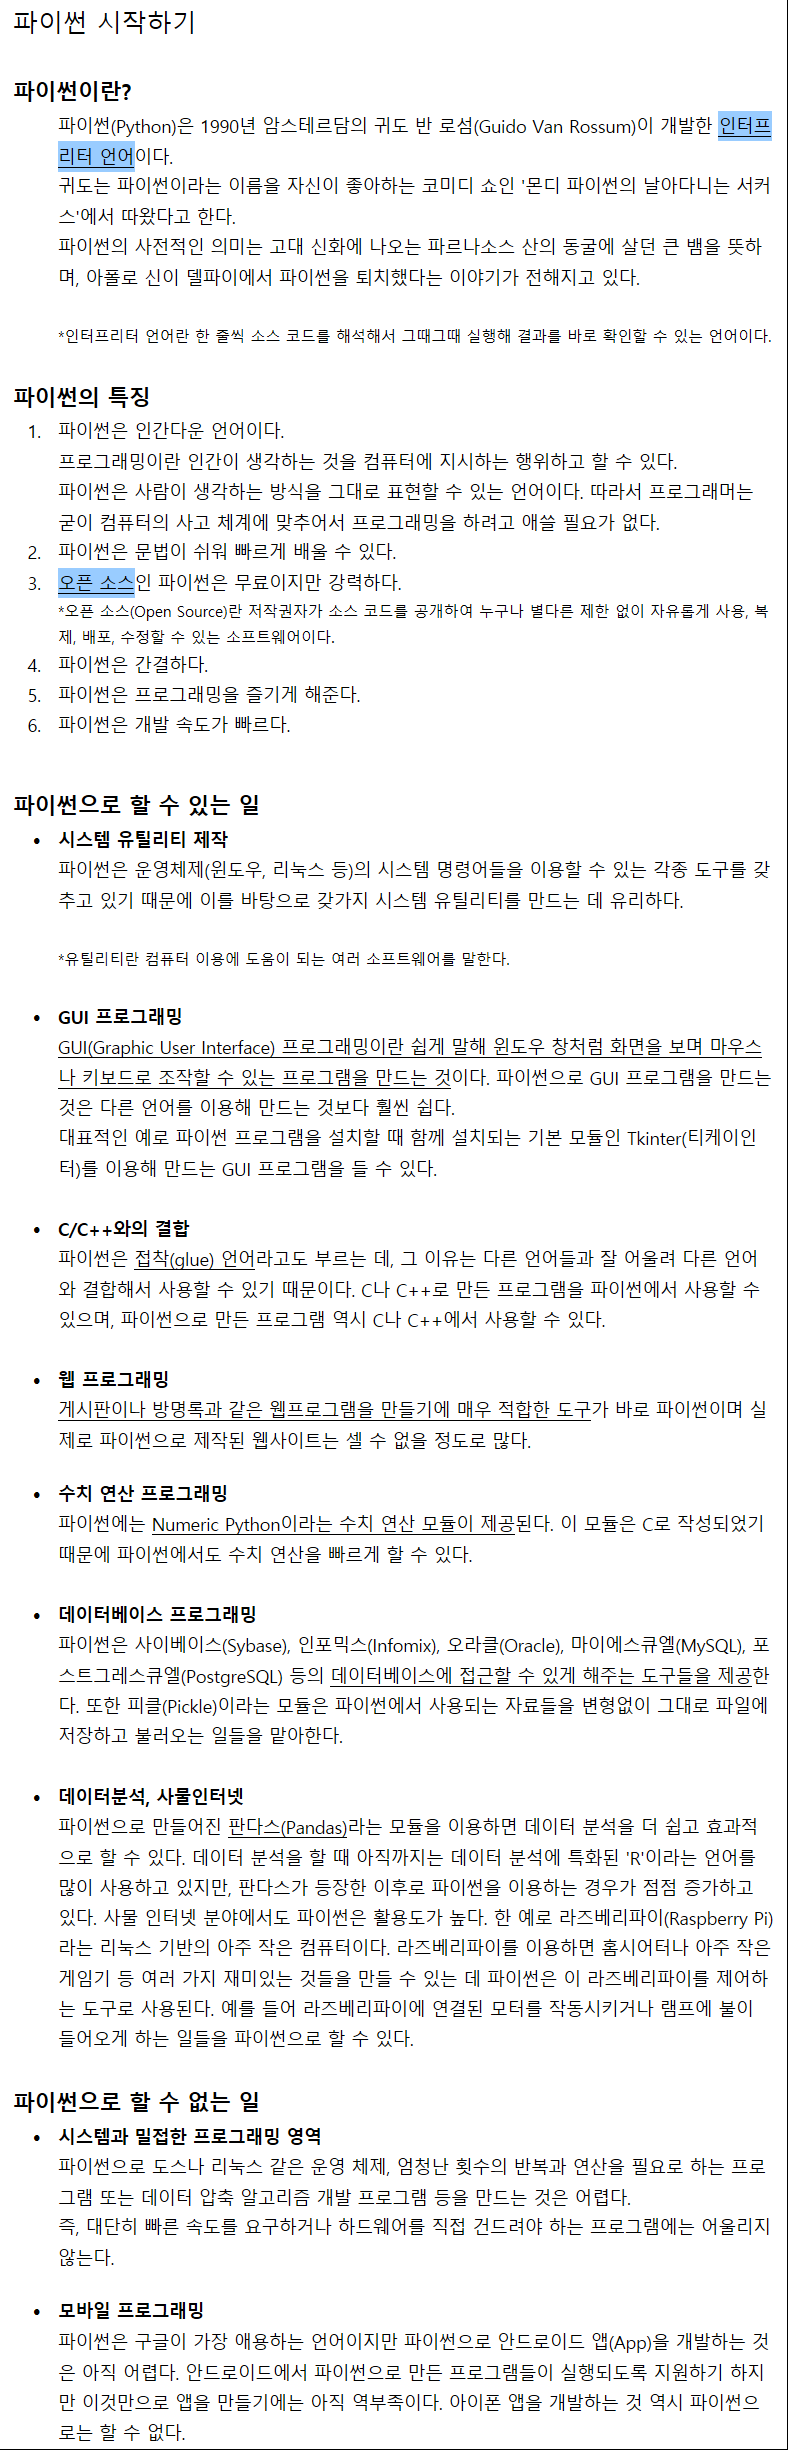 파이썬 시작하기
파이썬이란?
파이썬(Python)은 1990년 암스테르담의 귀도 반 로섬(Guido Van Rossum)이 개발한 인터프
리터 언어이다.
귀도는 파이썬이라는 이름을 자신이 좋아하는 코미디 쇼인 '몬디 파이썬의 날아다니는 서커
스'에서 따왔다고 한다.
파이썬의 사전적인 의미는 고대 신화에 나오는 파르나소스 산의 동굴에 살던 큰 뱀을 뜻하
며, 아폴로 신이 델파이에서 파이썬을 퇴치했다는 이야기가 전해지고 있다.
*인터프리터 언어란 한 줄씩 소스 코드를 해석해서 그때그때 실행해 결과를 바로 확인할 수 있는 언어이다.
파이썬의 특징
1. 파이썬은 인간다운 언어이다.
프로그래밍이란 인간이 생각하는 것을 컴퓨터에 지시하는 행위하고 할 수 있다.
파이썬은 사람이 생각하는 방식을 그대로 표현할 수 있는 언어이다. 따라서 프로그래머는
굳이 컴퓨터의 사고 체계에 맞추어서 프로그래밍을 하려고 애쓸 필요가 없다.
2. 파이썬은 문법이 쉬워 빠르게 배울 수 있다.
3. 오픈 소스인 파이썬은 무료이지만 강력하다.
*오픈 소스(Open Source)란 저작권자가 소스 코드를 공개하여 누구나 별다른 제한 없이 자유롭게 사용, 복
제, 배포, 수정할 수 있는 소프트웨어이다.
4. 파이썬은 간결하다.
5. 파이썬은 프로그래밍을 즐기게 해준다.
6. 파이썬은 개발 속도가 빠르다.
파이썬으로 할 수 있는 일
• 시스템 유틸리티 제작
파이썬은 운영체제(윈도우, 리눅스 등)의 시스템 명령어들을 이용할 수 있는 각종 도구를 갖
추고 있기 때문에 이를 바탕으로 갖가지 시스템 유틸리티를 만드는 데 유리하다.
*유틸리티란 컴퓨터 이용에 도움이 되는 여러 소프트웨어를 말한다.
• GUI 프로그래밍
GUI(Graphic User Interface) 프로그래밍이란 쉽게 말해 윈도우 창처럼 화면을 보며 마우스
나 키보드로 조작할 수 있는 프로그램을 만드는 것이다. 파이썬으로 GUI 프로그램을 만드는
것은 다른 언어를 이용해 만드는 것보다 훨씬 쉽다.
대표적인 예로 파이썬 프로그램을 설치할 때 함께 설치되는 기본 모듈인 Tkinter(티케이인
터)를 이용해 만드는 GUI 프로그램을 들 수 있다.
• C/C++와의 결합
파이썬은 접착(glue) 언어라고도 부르는 데, 그 이유는 다른 언어들과 잘 어울려 다른 언어
와 결합해서 사용할 수 있기 때문이다. C나 C++로 만든 프로그램을 파이썬에서 사용할 수
있으며, 파이썬으로 만든 프로그램 역시 C나 C++에서 사용할 수 있다.
• 웹 프로그래밍
게시판이나 방명록과 같은 웹프로그램을 만들기에 매우 적합한 도구가 바로 파이썬이며 실
제로 파이썬으로 제작된 웹사이트는 셀 수 없을 정도로 많다.
• 수치 연산 프로그래밍
파이썬에는 Numeric Python이라는 수치 연산 모듈이 제공된다. 이 모듈은 C로 작성되었기
때문에 파이썬에서도 수치 연산을 빠르게 할 수 있다.
• 데이터베이스 프로그래밍
파이썬은 사이베이스(Sybase), 인포믹스(Infomix), 오라클(Oracle), 마이에스큐엘(MySQL), 포
스트그레스큐엘(PostgreSQL) 등의 데이터베이스에 접근할 수 있게 해주는 도구들을 제공한
다. 또한 피클(Pickle)이라는 모듈은 파이썬에서 사용되는 자료들을 변형없이 그대로 파일에
저장하고 불러오는 일들을 맡아한다.
• 데이터분석, 사물인터넷
파이썬으로 만들어진 판다스(Pandas)라는 모듈을 이용하면 데이터 분석을 더 쉽고 효과적
으로 할 수 있다. 데이터 분석을 할 때 아직까지는 데이터 분석에 특화된 'R'이라는 언어를
많이 사용하고 있지만, 판다스가 등장한 이후로 파이썬을 이용하는 경우가 점점 증가하고
있다. 사물 인터넷 분야에서도 파이썬은 활용도가 높다. 한 예로 라즈베리파이(Raspberry Pi)
라는 리눅스 기반의 아주 작은 컴퓨터이다. 라즈베리파이를 이용하면 홈시어터나 아주 작은
게임기 등 여러 가지 재미있는 것들을 만들 수 있는 데 파이썬은 이 라즈베리파이를 제어하
는 도구로 사용된다. 예를 들어 라즈베리파이에 연결된 모터를 작동시키거나 램프에 불이
들어오게 하는 일들을 파이썬으로 할 수 있다.
파이썬으로 할 수 없는 일
• 시스템과 밀접한 프로그래밍 영역
파이썬으로 도스나 리눅스 같은 운영 체제, 엄청난 횟수의 반복과 연산을 필요로 하는 프로
그램 또는 데이터 압축 알고리즘 개발 프로그램 등을 만드는 것은 어렵다.
즉, 대단히 빠른 속도를 요구하거나 하드웨어를 직접 건드려야 하는 프로그램에는 어울리지
않는다.
• 모바일 프로그래밍
파이썬은 구글이 가장 애용하는 언어이지만 파이썬으로 안드로이드 앱(App)을 개발하는 것
은 아직 어렵다. 안드로이드에서 파이썬으로 만든 프로그램들이 실행되도록 지원하기 하지
만 이것만으로 앱을 만들기에는 아직 역부족이다. 아이폰 앱을 개발하는 것 역시 파이썬으
로는 할 수 없다.